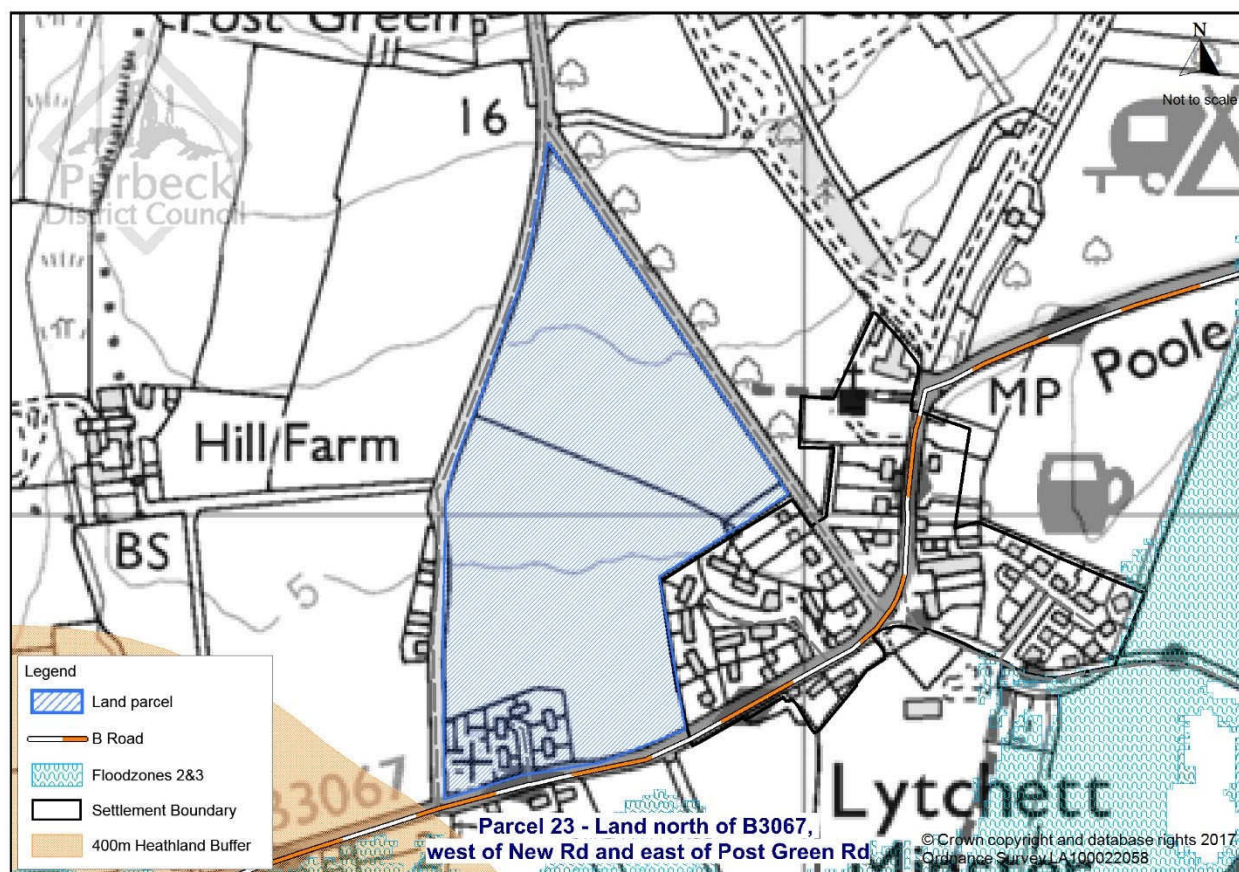 Post Green
N
Not to scale
16
Purbeck
District Council
MP
Poole
Hill Farm
BS
5
Legend
Land parcel
B Road
Floodzones 2&3
Settlement Boundary
400m Heathland Buffer
B3067
Lytchett
Parcel 23 - Land north of B3067,
west of New Rd and east of Post Green Rd
© Crown copyright and database rights 2017
Ordnance Survey LA100022058